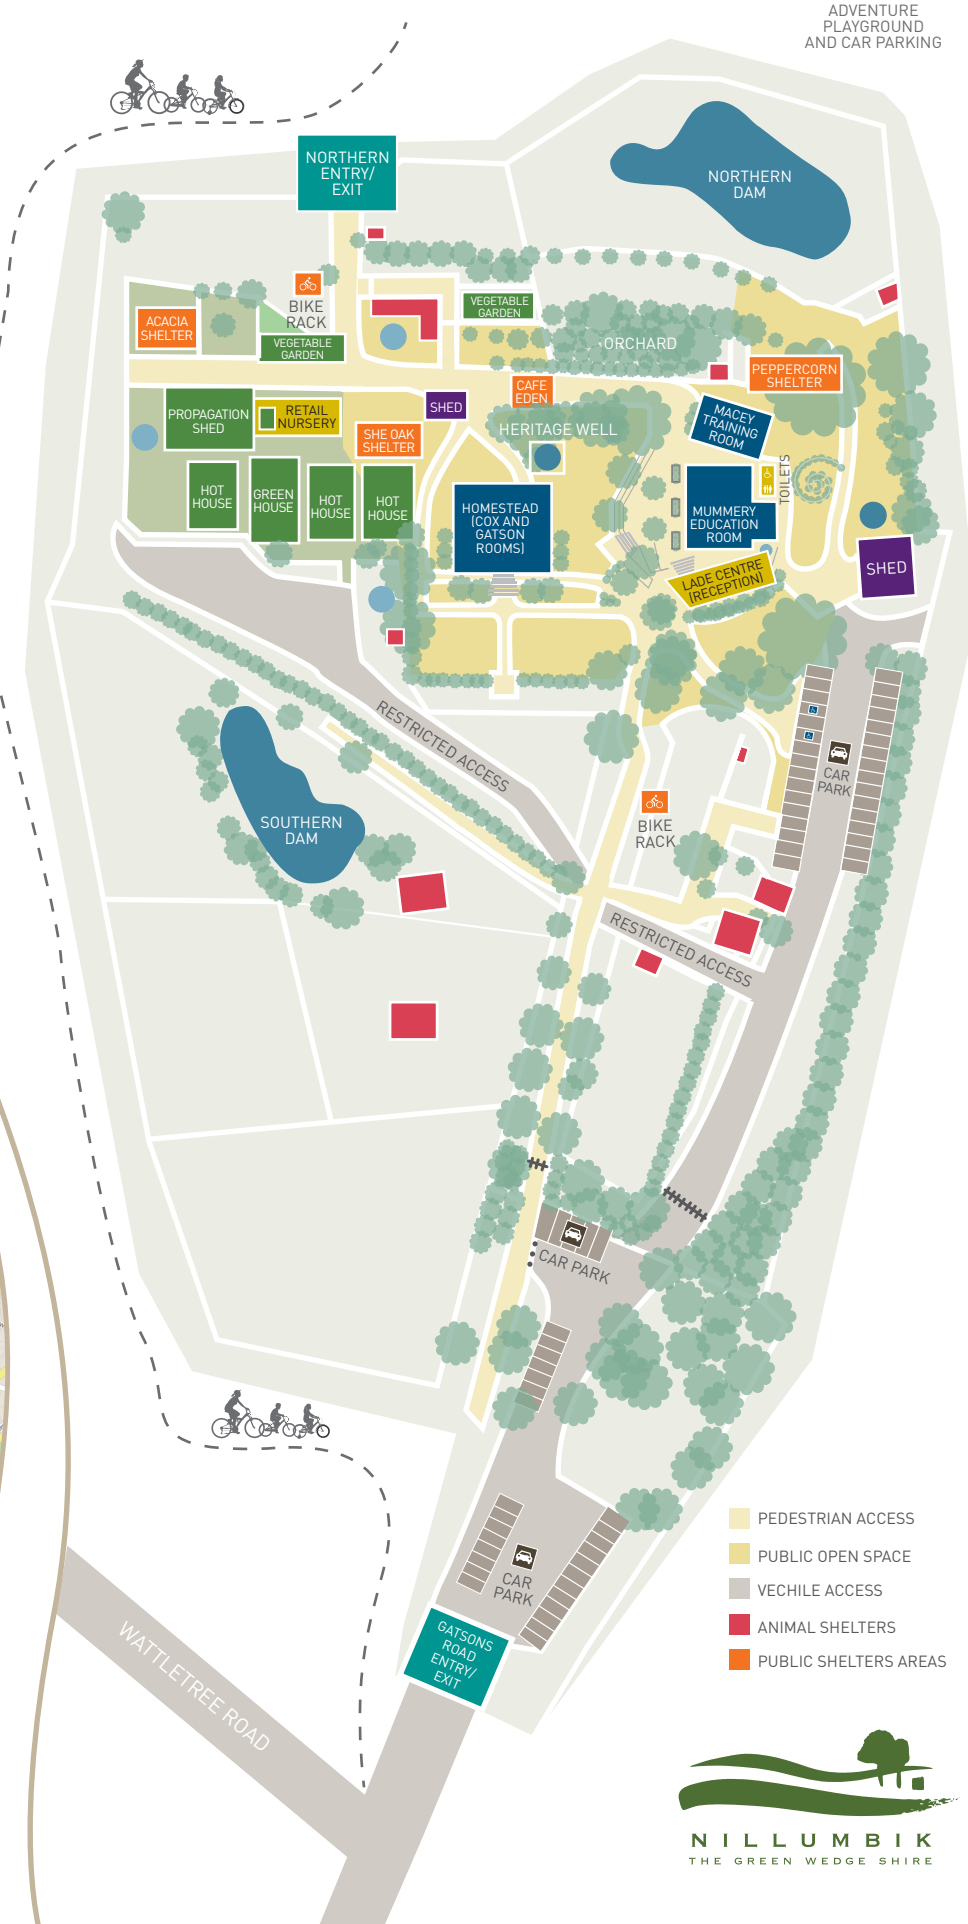 ADVENTURE
PLAYGROUND
AND CAR PARKING
NORTHERN
ENTRY/
EXIT
NORTHERN
DAM
BIKE
RACK
ACACIA
SHELTER
VEGETABLE
GARDEN
VEGETABLE
GARDEN
ORCHARD
PEPPERCORN
SHELTER
CAFE
EDEN
SHED
PROPAGATION
SHED
RETAIL
NURSERY
SHE OAK
SHELTER
HERITAGE WELL
MACEY
TRAINING
ROOM
TOILETS
HOT
HOUSE
GREEN
HOUSE
HOT
HOUSE
HOT
HOUSE
HOMESTEAD
(COX AND
GATSON
ROOMS)
MUMMERY
EDUCATION
ROOM
LADE CENTRE
(RECEPTION)
SHED
RESTRICTED ACCESS
CAR
PARK
BIKE
RACK
SOUTHERN
DAM
RESTRICTED ACCESS
CAR PARK
CAR
PARK
GATSONS
ROAD
ENTRY/
EXIT
WATTLETREE ROAD
PEDESTRIAN ACCESS
PUBLIC OPEN SPACE
VECHILE ACCESS
ANIMAL SHELTERS
PUBLIC SHELTERS AREAS
NILLUMBIK
THE GREEN WEDGE SHIRE